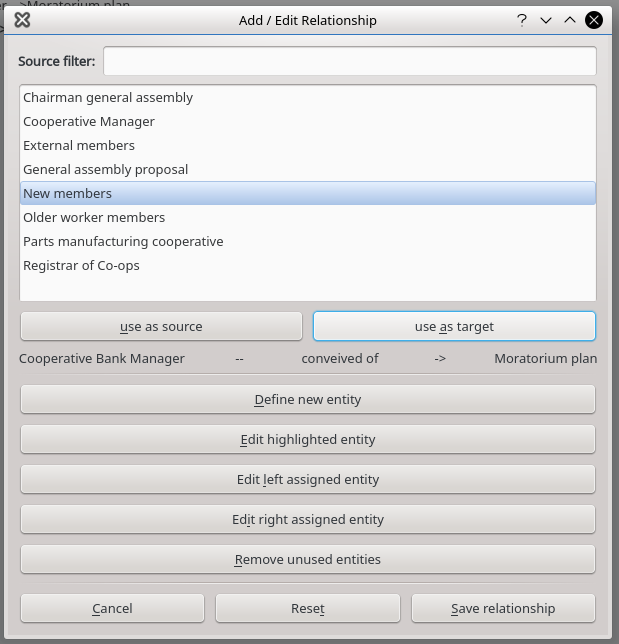 ->Moratorium plan
Add / Edit Relationship
?
Source filter:
Chairman general assembly
Cooperative Manager
External members
General assembly proposal
New members
Older worker members
Parts manufacturing cooperative
Registrar of Co-ops
use as source use as target
Cooperative Bank Manager -- conveived of -> Moratorium plan
Define new entity
Edit highlighted entity
Edit left assigned entity
Edit right assigned entity
Remove unused entities
Cancel Reset Save relationship